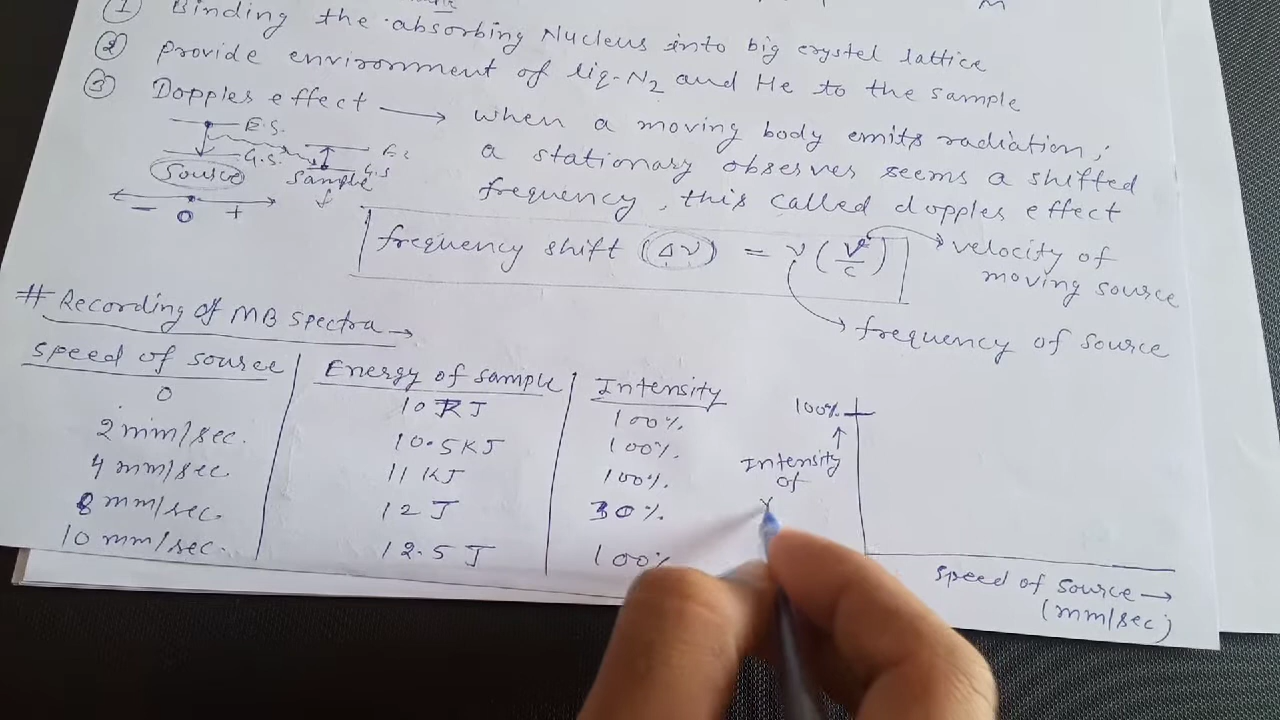 ① Binding the absorbing Nucleus into big crystel lattice
② provide environment of liq-N2 and He to the sample
③ Dopples effect → when a moving body emits radiation,
a stationary observes seems a shifted
frequency, this called dopples effect
E.S.
G.S.
G.S
Source
Sample
- 0 +
frequency shift (Δν) = ν(v/c)
velocity of
moving source
frequency of source
# Recording of MB spectra →
speed of source | Energy of sample | Intensity
0 10 KJ 100%
2 mm/sec. 10.5 KJ 100%.
4 mm/sec 11 KJ 100%.
8 mm/sec. 12 J 30%.
10 mm/sec. 12.5 J 100%
100%.
Intensity
of
speed of source →
(mm/sec)